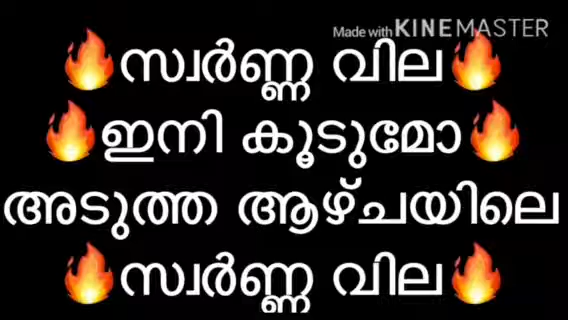 Made with KINEMASTER
🔥സ്വർണ്ണ വില🔥
🔥ഇനി കൂടുമോ🔥
അടുത്ത ആഴ്ചയിലെ
🔥സ്വർണ്ണ വില🔥